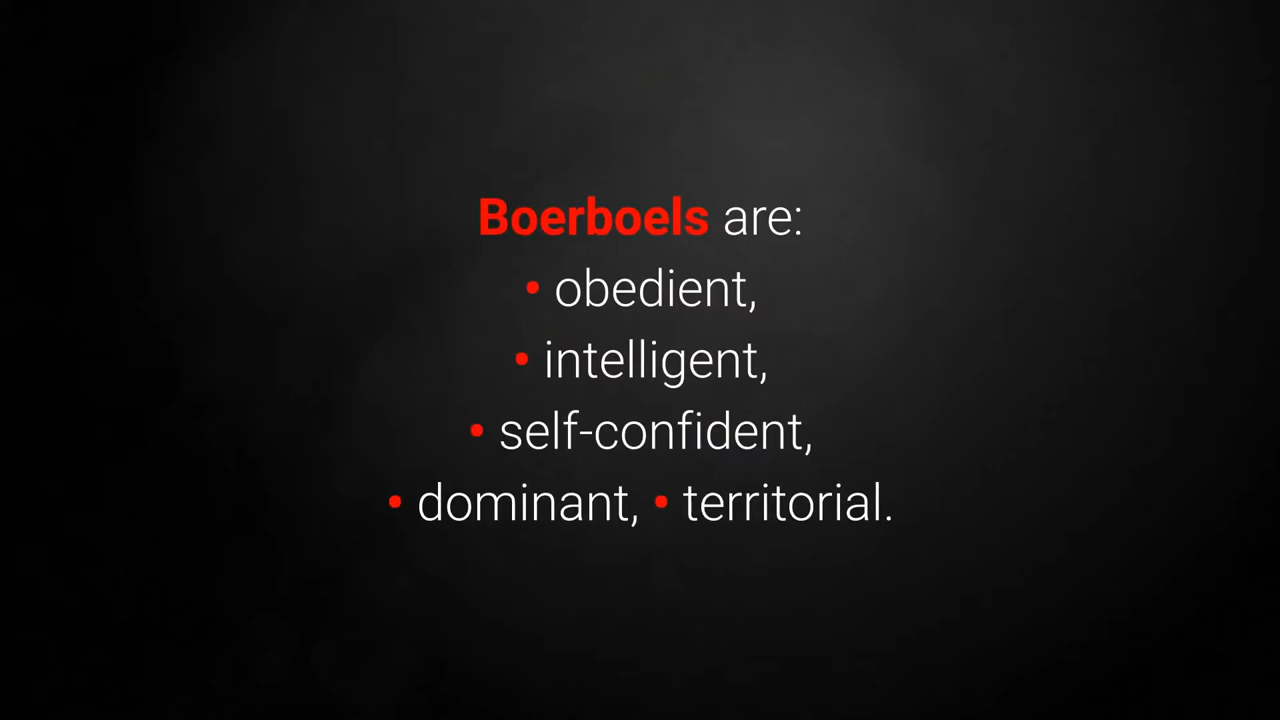 Boerboels are:
• obedient,
• intelligent,
• self-confident,
• dominant, • territorial.